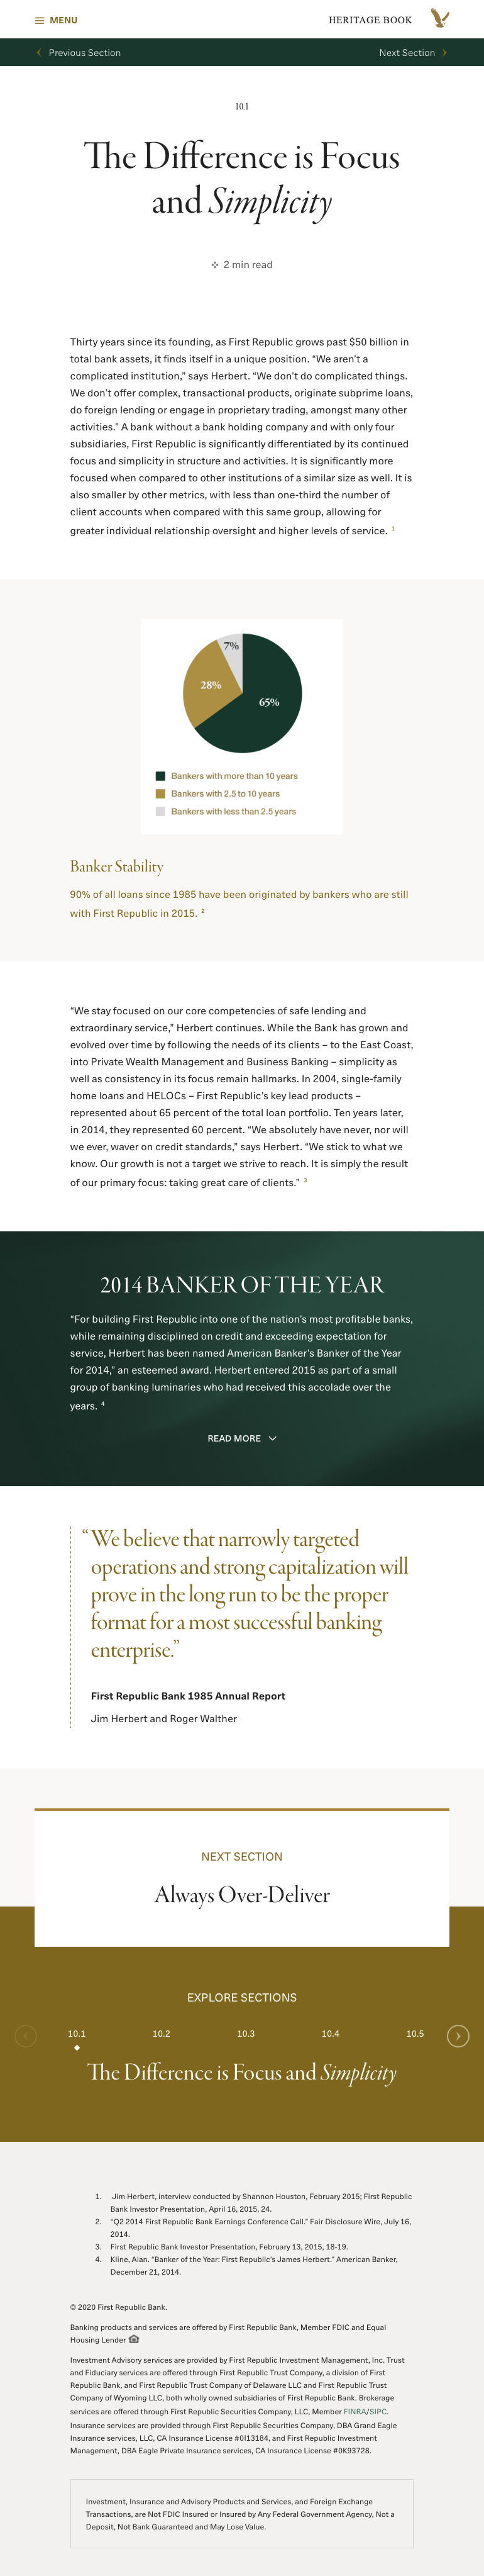 MENU
HERITAGE BOOK
Previous Section
Next Section
10.1
The Difference is Focus
and Simplicity
2 min read
Thirty years since its founding, as First Republic grows past $50 billion in
total bank assets, it finds itself in a unique position. “We aren’t a
complicated institution,” says Herbert. “We don’t do complicated things.
We don’t offer complex, transactional products, originate subprime loans,
do foreign lending or engage in proprietary trading, amongst many other
activities.” A bank without a bank holding company and with only four
subsidiaries, First Republic is significantly differentiated by its continued
focus and simplicity in structure and activities. It is significantly more
focused when compared to other institutions of a similar size as well. It is
also smaller by other metrics, with less than one-third the number of
client accounts when compared with this same group, allowing for
greater individual relationship oversight and higher levels of service. 1
7%
28%
65%
Bankers with more than 10 years
Bankers with 2.5 to 10 years
Bankers with less than 2.5 years
Banker Stability
90% of all loans since 1985 have been originated by bankers who are still
with First Republic in 2015. 2
“We stay focused on our core competencies of safe lending and
extraordinary service,” Herbert continues. While the Bank has grown and
evolved over time by following the needs of its clients – to the East Coast,
into Private Wealth Management and Business Banking – simplicity as
well as consistency in its focus remain hallmarks. In 2004, single-family
home loans and HELOCs – First Republic’s key lead products –
represented about 65 percent of the total loan portfolio. Ten years later,
in 2014, they represented 60 percent. “We absolutely have never, nor will
we ever, waver on credit standards,” says Herbert. “We stick to what we
know. Our growth is not a target we strive to reach. It is simply the result
of our primary focus: taking great care of clients.” 3
2014 BANKER OF THE YEAR
“For building First Republic into one of the nation’s most profitable banks,
while remaining disciplined on credit and exceeding expectation for
service, Herbert has been named American Banker’s Banker of the Year
for 2014,” an esteemed award. Herbert entered 2015 as part of a small
group of banking luminaries who had received this accolade over the
years. 4
READ MORE
“We believe that narrowly targeted
operations and strong capitalization will
prove in the long run to be the proper
format for a most successful banking
enterprise.”
First Republic Bank 1985 Annual Report
Jim Herbert and Roger Walther
NEXT SECTION
Always Over-Deliver
EXPLORE SECTIONS
10.1
10.2
10.3
10.4
10.5
The Difference is Focus and Simplicity
1. Jim Herbert, interview conducted by Shannon Houston, February 2015; First Republic
Bank Investor Presentation, April 16, 2015, 24.
2. “Q2 2014 First Republic Bank Earnings Conference Call.” Fair Disclosure Wire, July 16,
2014.
3. First Republic Bank Investor Presentation, February 13, 2015, 18-19.
4. Kline, Alan. “Banker of the Year: First Republic’s James Herbert.” American Banker,
December 21, 2014.
© 2020 First Republic Bank.
Banking products and services are offered by First Republic Bank, Member FDIC and Equal
Housing Lender
Investment Advisory services are provided by First Republic Investment Management, Inc. Trust
and Fiduciary services are offered through First Republic Trust Company, a division of First
Republic Bank, and First Republic Trust Company of Delaware LLC and First Republic Trust
Company of Wyoming LLC, both wholly owned subsidiaries of First Republic Bank. Brokerage
services are offered through First Republic Securities Company, LLC, Member FINRA/SIPC.
Insurance services are provided through First Republic Securities Company, DBA Grand Eagle
Insurance services, LLC, CA Insurance License #0I13184, and First Republic Investment
Management, DBA Eagle Private Insurance services, CA Insurance License #0K93728.
Investment, Insurance and Advisory Products and Services, and Foreign Exchange
Transactions, are Not FDIC Insured or Insured by Any Federal Government Agency, Not a
Deposit, Not Bank Guaranteed and May Lose Value.